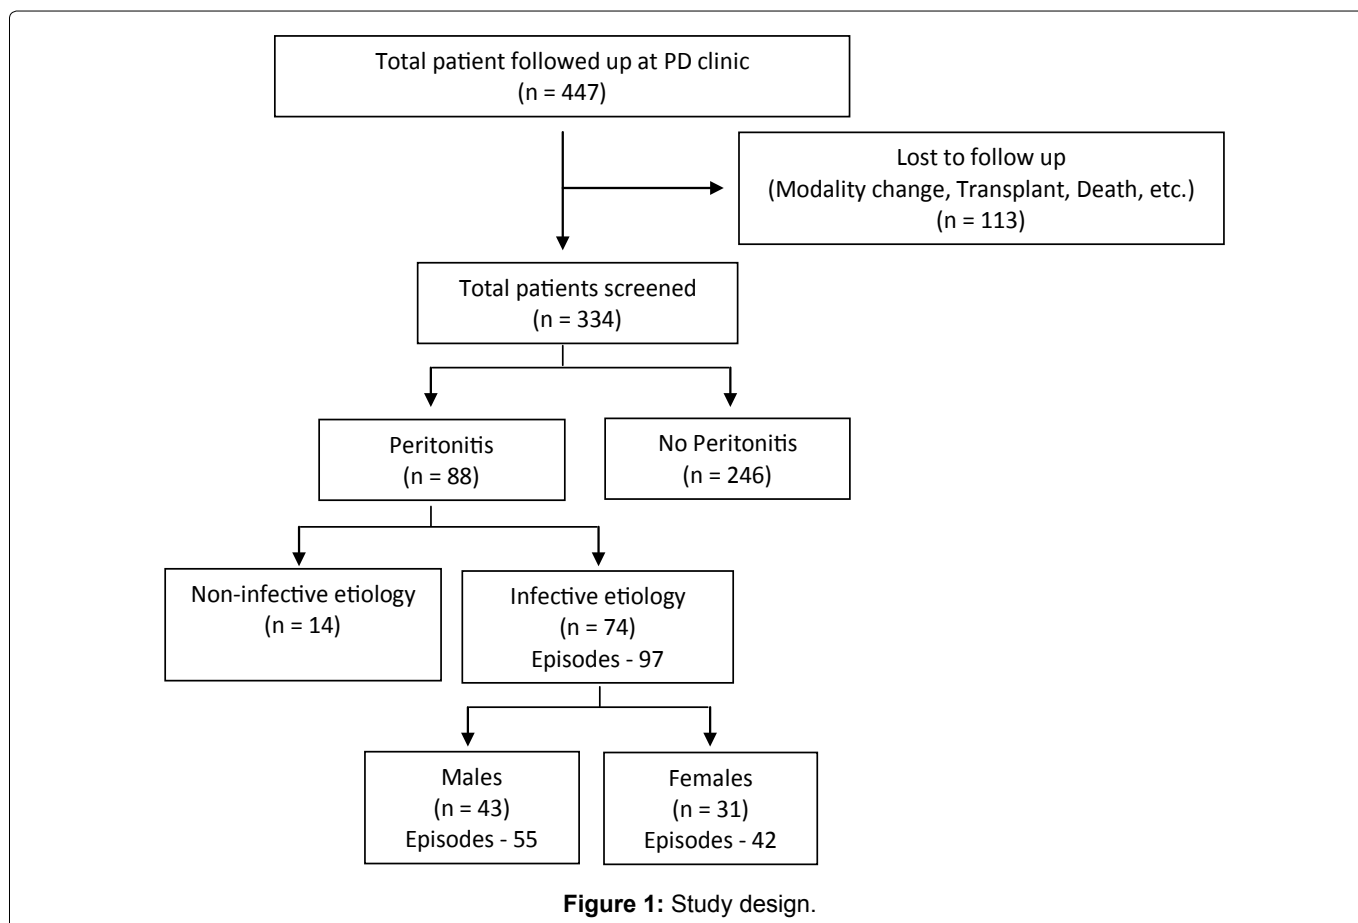 Total patient followed up at PD clinic
(n = 447)
Lost to follow up
(Modality change, Transplant, Death, etc.)
(n = 113)
Total patients screened
(n = 334)
Peritonitis
(n = 88)
No Peritonitis
(n = 246)
Non-infective etiology
(n = 14)
Infective etiology
(n = 74)
Episodes - 97
Males
(n = 43)
Episodes - 55
Females
(n = 31)
Episodes - 42
Figure 1: Study design.